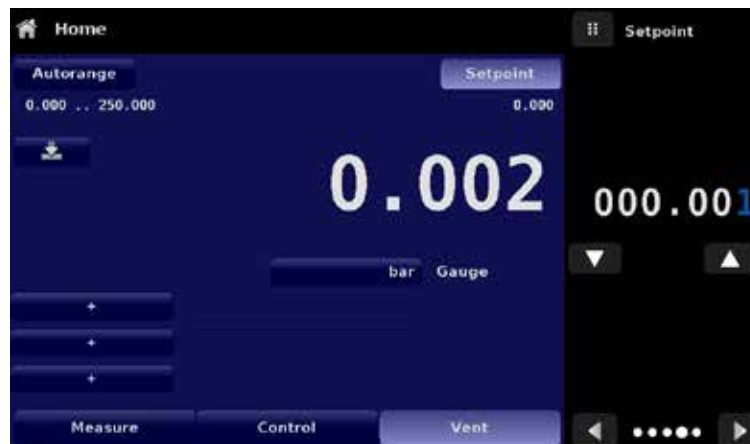 Home
Setpoint
Autorange
Setpoint
0.000 .. 250.000
0.000
0.002
000.001
bar Gauge
+
+
+
Measure Control Vent